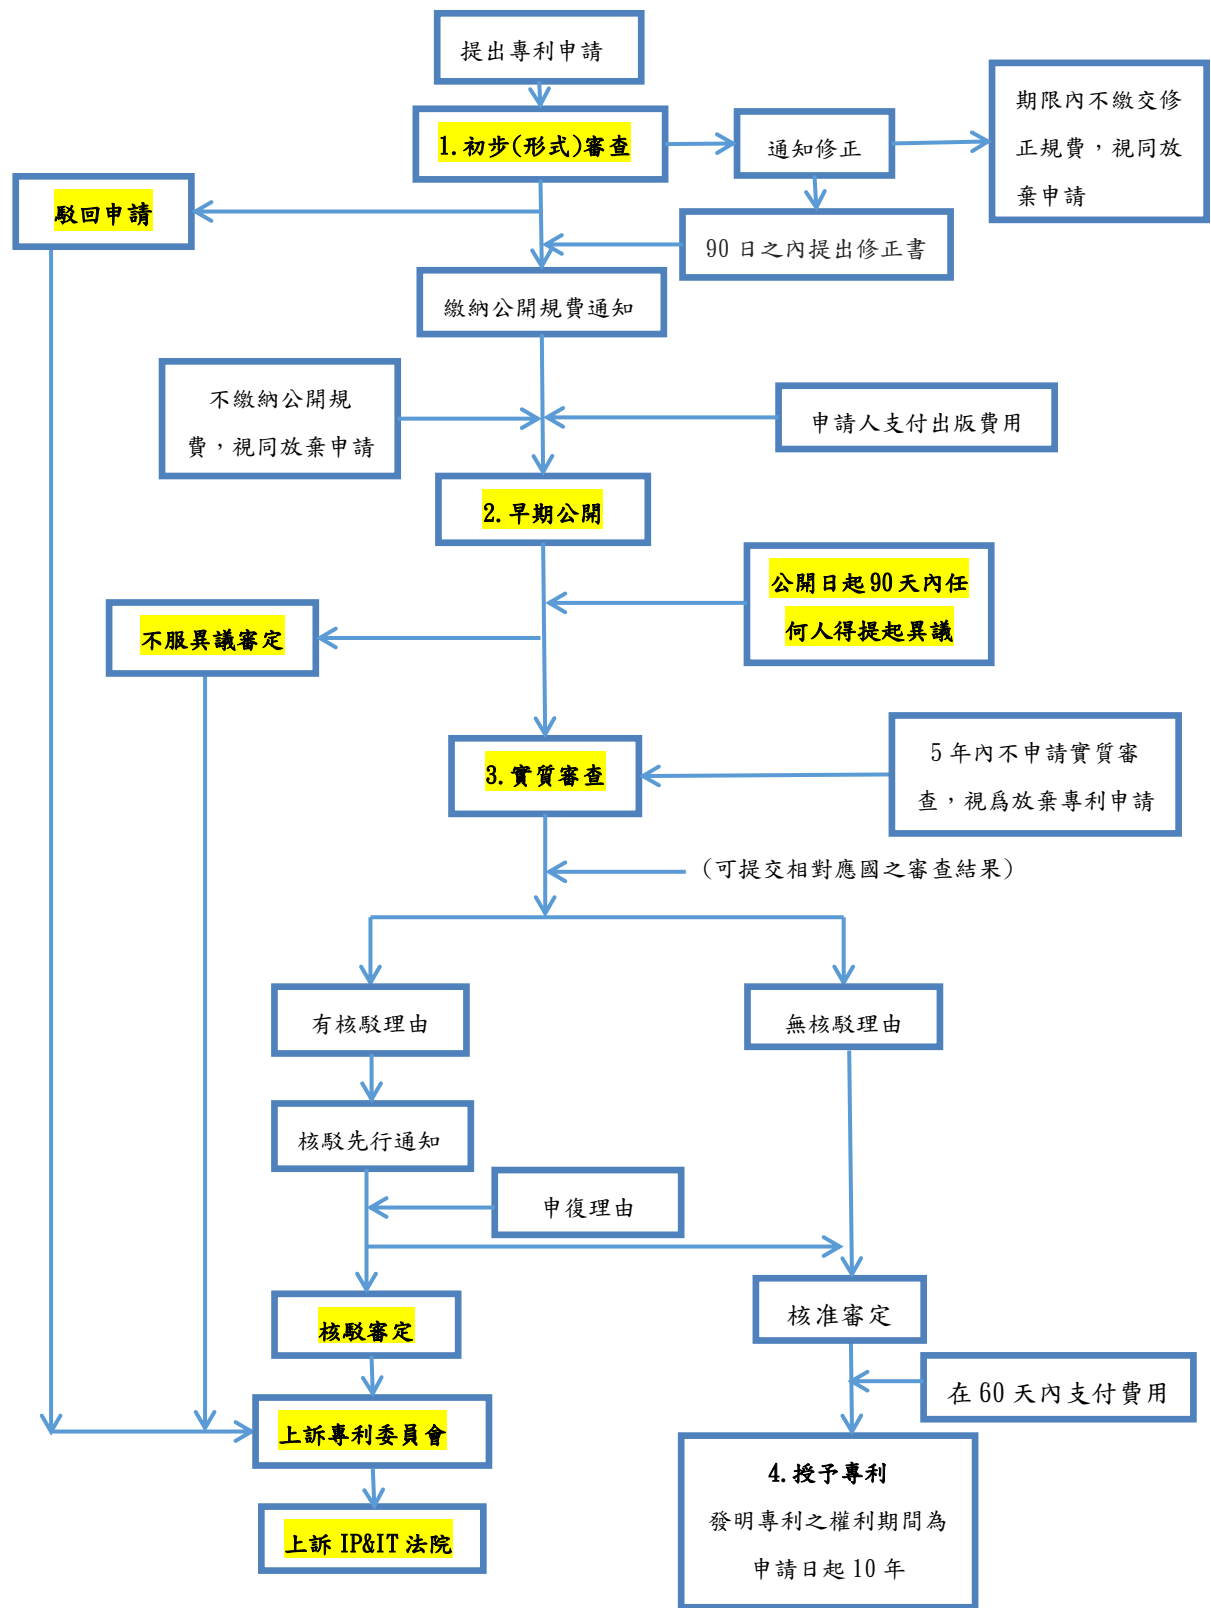 提出專利申請
1.初步(形式)審查
通知修正
期限內不繳交修
正規費，視同放
棄申請
駁回申請
90日之內提出修正書
繳納公開規費通知
不繳納公開規
費，視同放棄申請
申請人支付出版費用
2.早期公開
公開日起90天內任
何人得提起異議
不服異議審定
3.實質審查
5年內不申請實質審
查，視為放棄專利申請
(可提交相對應國之審查結果)
有核駁理由
無核駁理由
核駁先行通知
申復理由
核駁審定
核准審定
在60天內支付費用
上訴專利委員會
4.授予專利
發明專利之權利期間為
申請日起10年
上訴 IP&IT 法院